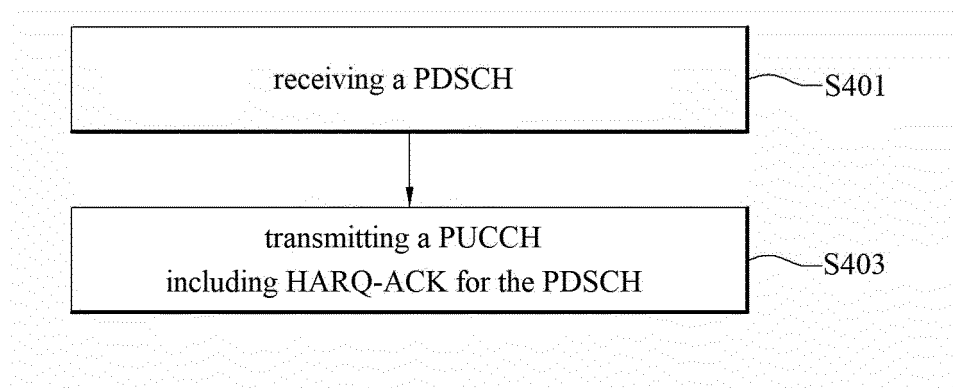 receiving a PDSCH
S401
transmitting a PUCCH
including HARQ-ACK for the PDSCH
S403